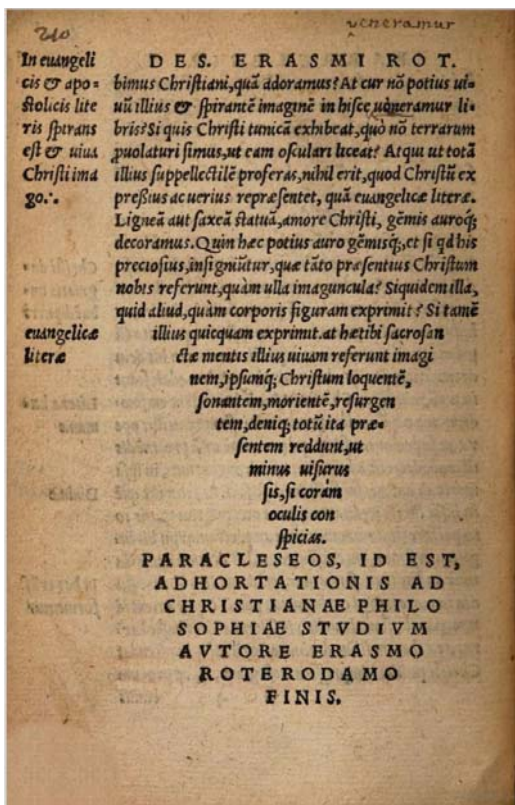 210
veneramur
DES. ERASMI ROT.
In euangeli
cis & apo-
stolicis lite
ris spirans
est & uiua
Christi ima
go.∴
bimus Christiani, quã adoramus? At cur nõ potius ui-
uũ illius & spirantẽ imaginẽ in hisce uoneramur li-
bris? Si quis Christi tunicã exhibeat, quò nõ terrarum
puolaturi simus, ut eam osculari liceat? Atqui ut totã
illius suppellectilẽ proferas, nihil erit, quod Christũ ex
preßius ac uerius repræsentet, quã euangelicæ literæ.
Ligneã aut saxeã statuã, amore Christi, gẽmis auroq;
decoramus. Quin hæc potius auro gẽmisq;, et si qd his
preciosius, insigniũtur, quæ tãto præsentius Christum
nobis referunt, quàm ulla imaguncula? Siquidem illa,
quid aliud, quàm corporis figuram exprimit? Si tamẽ
euangelicæ
literæ
illius quicquam exprimit. at hætibi sacrosan
ctæ mentis illius uiuam referunt imagi
nem, ipsumq; Christum loquentẽ,
sonantem, morientẽ, resurgen
tem, deniq; totũ ita præ-
sentem reddunt, ut
minus uisurus
sis, si coràm
oculis con
spicias.
PARACLESEOS, ID EST,
ADHORTATIONIS AD
CHRISTIANAE PHILO
SOPHIAE STVDIVM
AVTORE ERASMO
ROTERODAMO
FINIS.